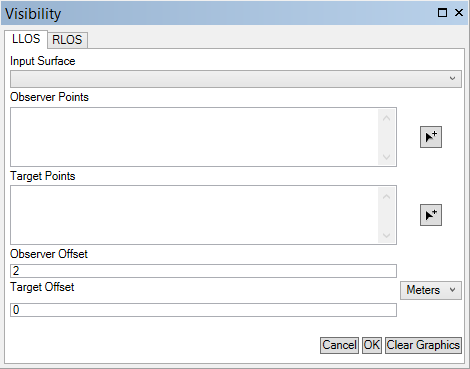 Visibility
LLOS RLOS
Input Surface
Observer Points
Target Points
Observer Offset
2
Target Offset
Meters
0
Cancel OK Clear Graphics